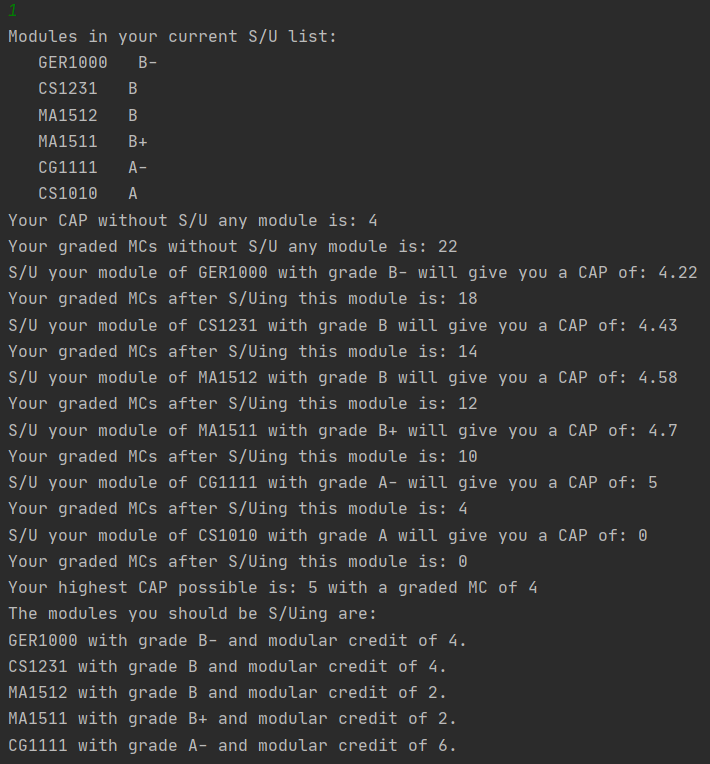 1
Modules in your current S/U list:
GER1000 B-
CS1231 B
MA1512 B
MA1511 B+
CG1111 A-
CS1010 A
Your CAP without S/U any module is: 4
Your graded MCs without S/U any module is: 22
S/U your module of GER1000 with grade B- will give you a CAP of: 4.22
Your graded MCs after S/Uing this module is: 18
S/U your module of CS1231 with grade B will give you a CAP of: 4.43
Your graded MCs after S/Uing this module is: 14
S/U your module of MA1512 with grade B will give you a CAP of: 4.58
Your graded MCs after S/Uing this module is: 12
S/U your module of MA1511 with grade B+ will give you a CAP of: 4.7
Your graded MCs after S/Uing this module is: 10
S/U your module of CG1111 with grade A- will give you a CAP of: 5
Your graded MCs after S/Uing this module is: 4
S/U your module of CS1010 with grade A will give you a CAP of: 0
Your graded MCs after S/Uing this module is: 0
Your highest CAP possible is: 5 with a graded MC of 4
The modules you should be S/Uing are:
GER1000 with grade B- and modular credit of 4.
CS1231 with grade B and modular credit of 4.
MA1512 with grade B and modular credit of 2.
MA1511 with grade B+ and modular credit of 2.
CG1111 with grade A- and modular credit of 6.